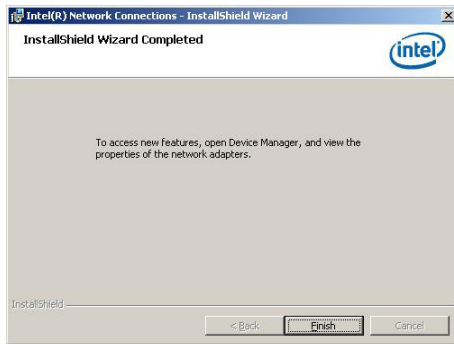 Intel(R) Network Connections - InstallShield Wizard
InstallShield Wizard Completed
intel
To access new features, open Device Manager, and view the
properties of the network adapters.
InstallShield
< Back
Finish
Cancel